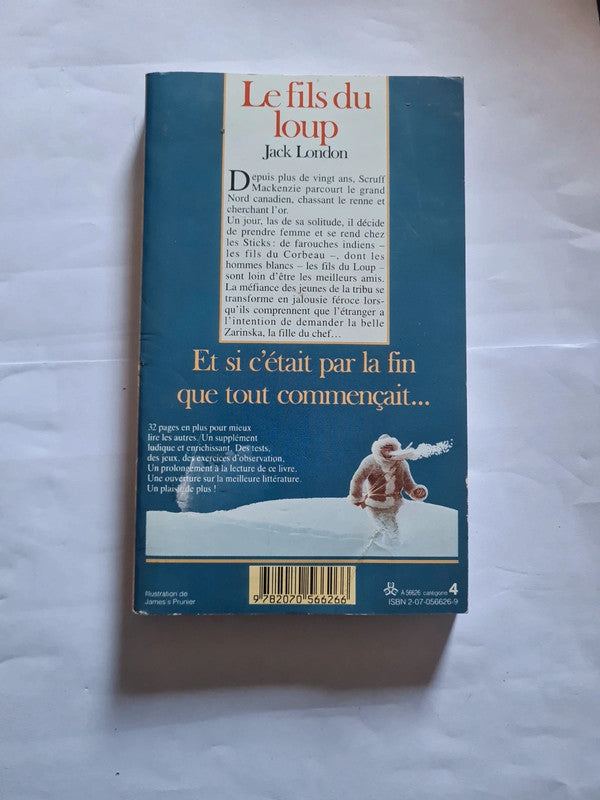 Le fils du
loup
Jack London
Depuis plus de vingt ans, Scruff
Mackenzie parcourt le grand
Nord canadien, chassant le renne et
cherchant l'or.
Un jour, las de sa solitude, il décide
de prendre femme et se rend chez
les Sticks : de farouches indiens –
les fils du Corbeau –, dont les
hommes blancs – les fils du Loup –
sont loin d'être les meilleurs amis.
La méfiance des jeunes de la tribu se
transforme en jalousie féroce lors-
qu'ils comprennent que l'étranger a
l'intention de demander la belle
Zarinska, la fille du chef...
Et si c'était par la fin
que tout commençait...
32 pages en plus pour mieux
lire les autres. Un supplément
ludique et enrichissant. Des tests,
des jeux, des exercices d'observation,
Un prolongement à la lecture de ce livre.
Une ouverture sur la meilleure littérature.
Un plaisir de plus !
Illustration de
James's Prunier
9 782070 566266
A 56626 catégorie 4
ISBN 2-07-056626-9